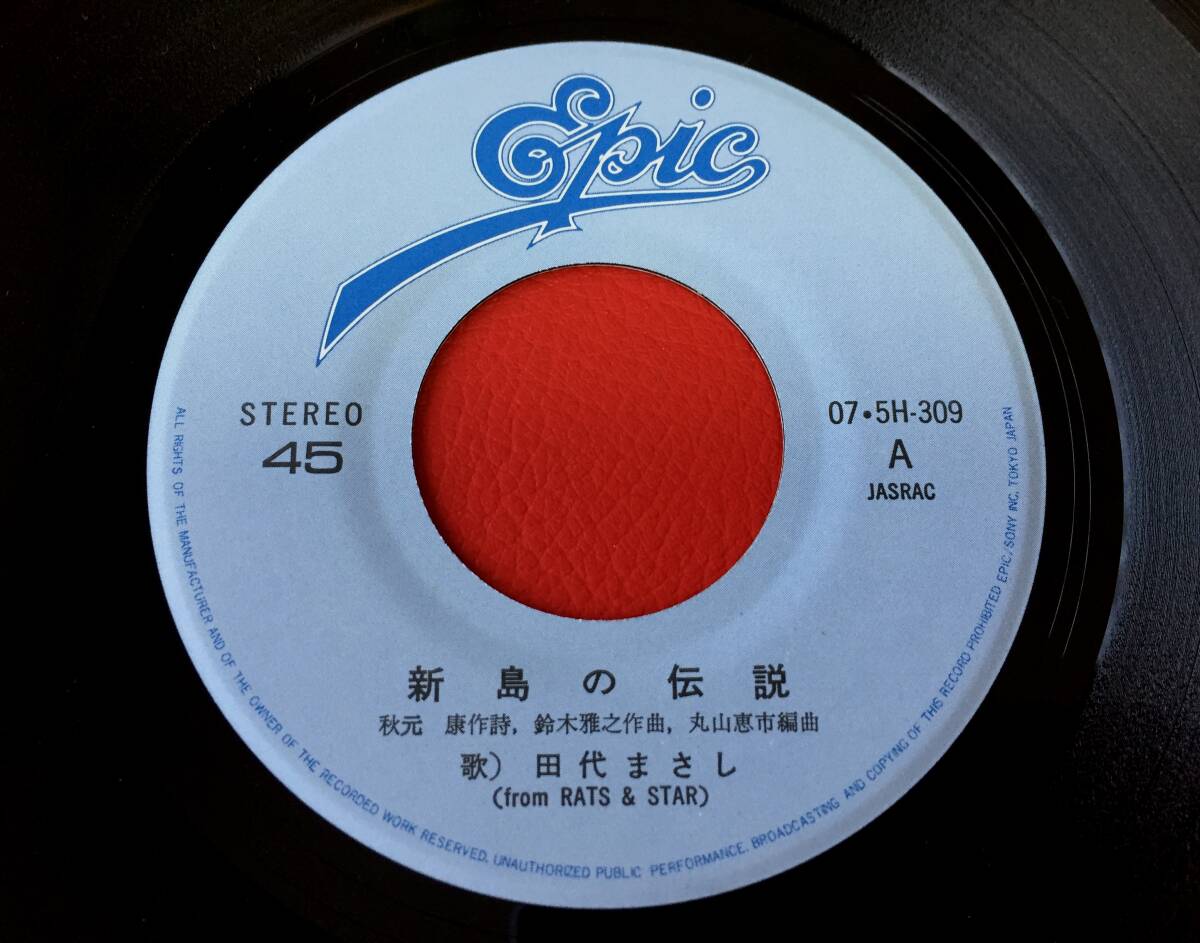 Epic
STEREO
45
07・5H-309
A
JASRAC
新島の伝説
秋元 康作詩, 鈴木雅之作曲, 丸山恵市編曲
歌) 田代まさし
(from RATS & STAR)
ALL RIGHTS OF THE MANUFACTURER AND OF THE OWNER OF THE RECORDED WORK RESERVED. UNAUTHORIZED PUBLIC PERFORMANCE. BROADCASTING AND COPYING OF THIS RECORD PROHIBITED EPIC/SONY INC. TOKYO JAPAN